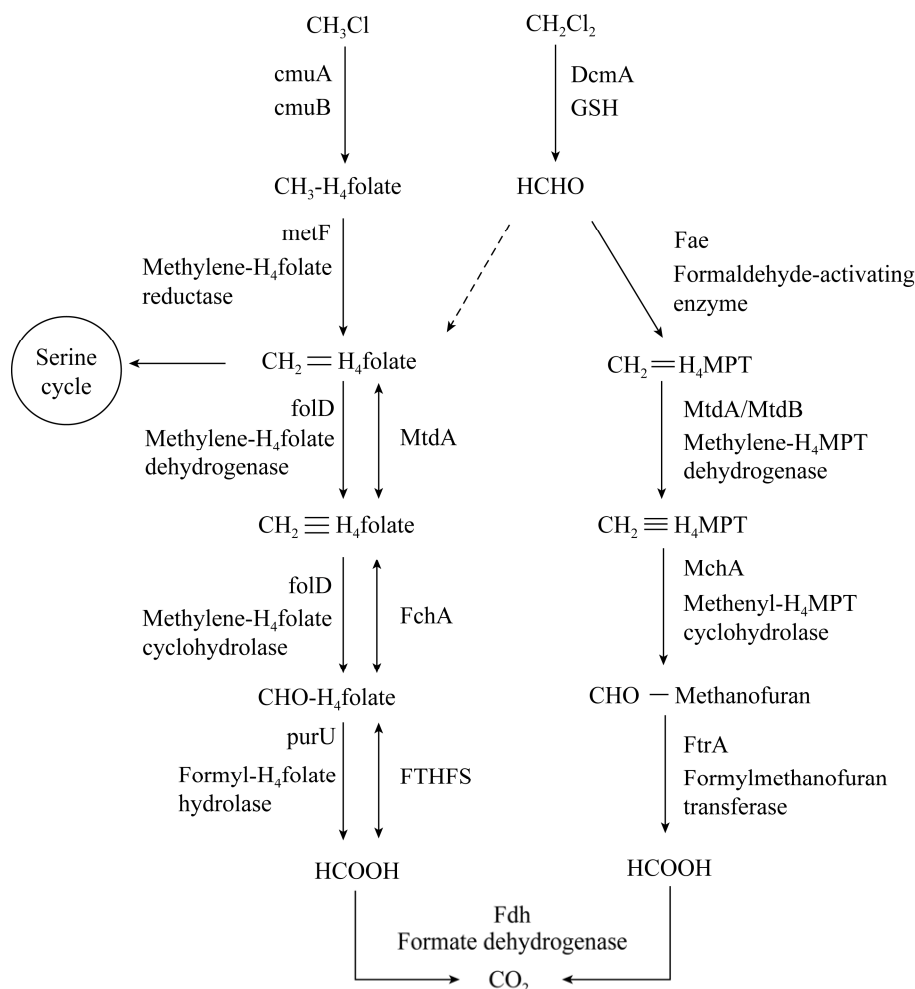 CH₃Cl
CH₂Cl₂
cmuA
cmuB
DcmA
GSH
CH₃-H₄folate
HCHO
metF
Methylene-H₄folate
reductase
Fae
Formaldehyde-activating
enzyme
Serine
cycle
CH₂ = H₄folate
CH₂ = H₄MPT
folD
Methylene-H₄folate
dehydrogenase
MtdA
MtdA/MtdB
Methylene-H₄MPT
dehydrogenase
CH₂ ≡ H₄folate
CH₂ ≡ H₄MPT
folD
Methylene-H₄folate
cyclohydrolase
FchA
MchA
Methenyl-H₄MPT
cyclohydrolase
CHO-H₄folate
CHO — Methanofuran
purU
Formyl-H₄folate
hydrolase
FTHFS
FtrA
Formylmethanofuran
transferase
HCOOH
HCOOH
Fdh
Formate dehydrogenase
CO₂